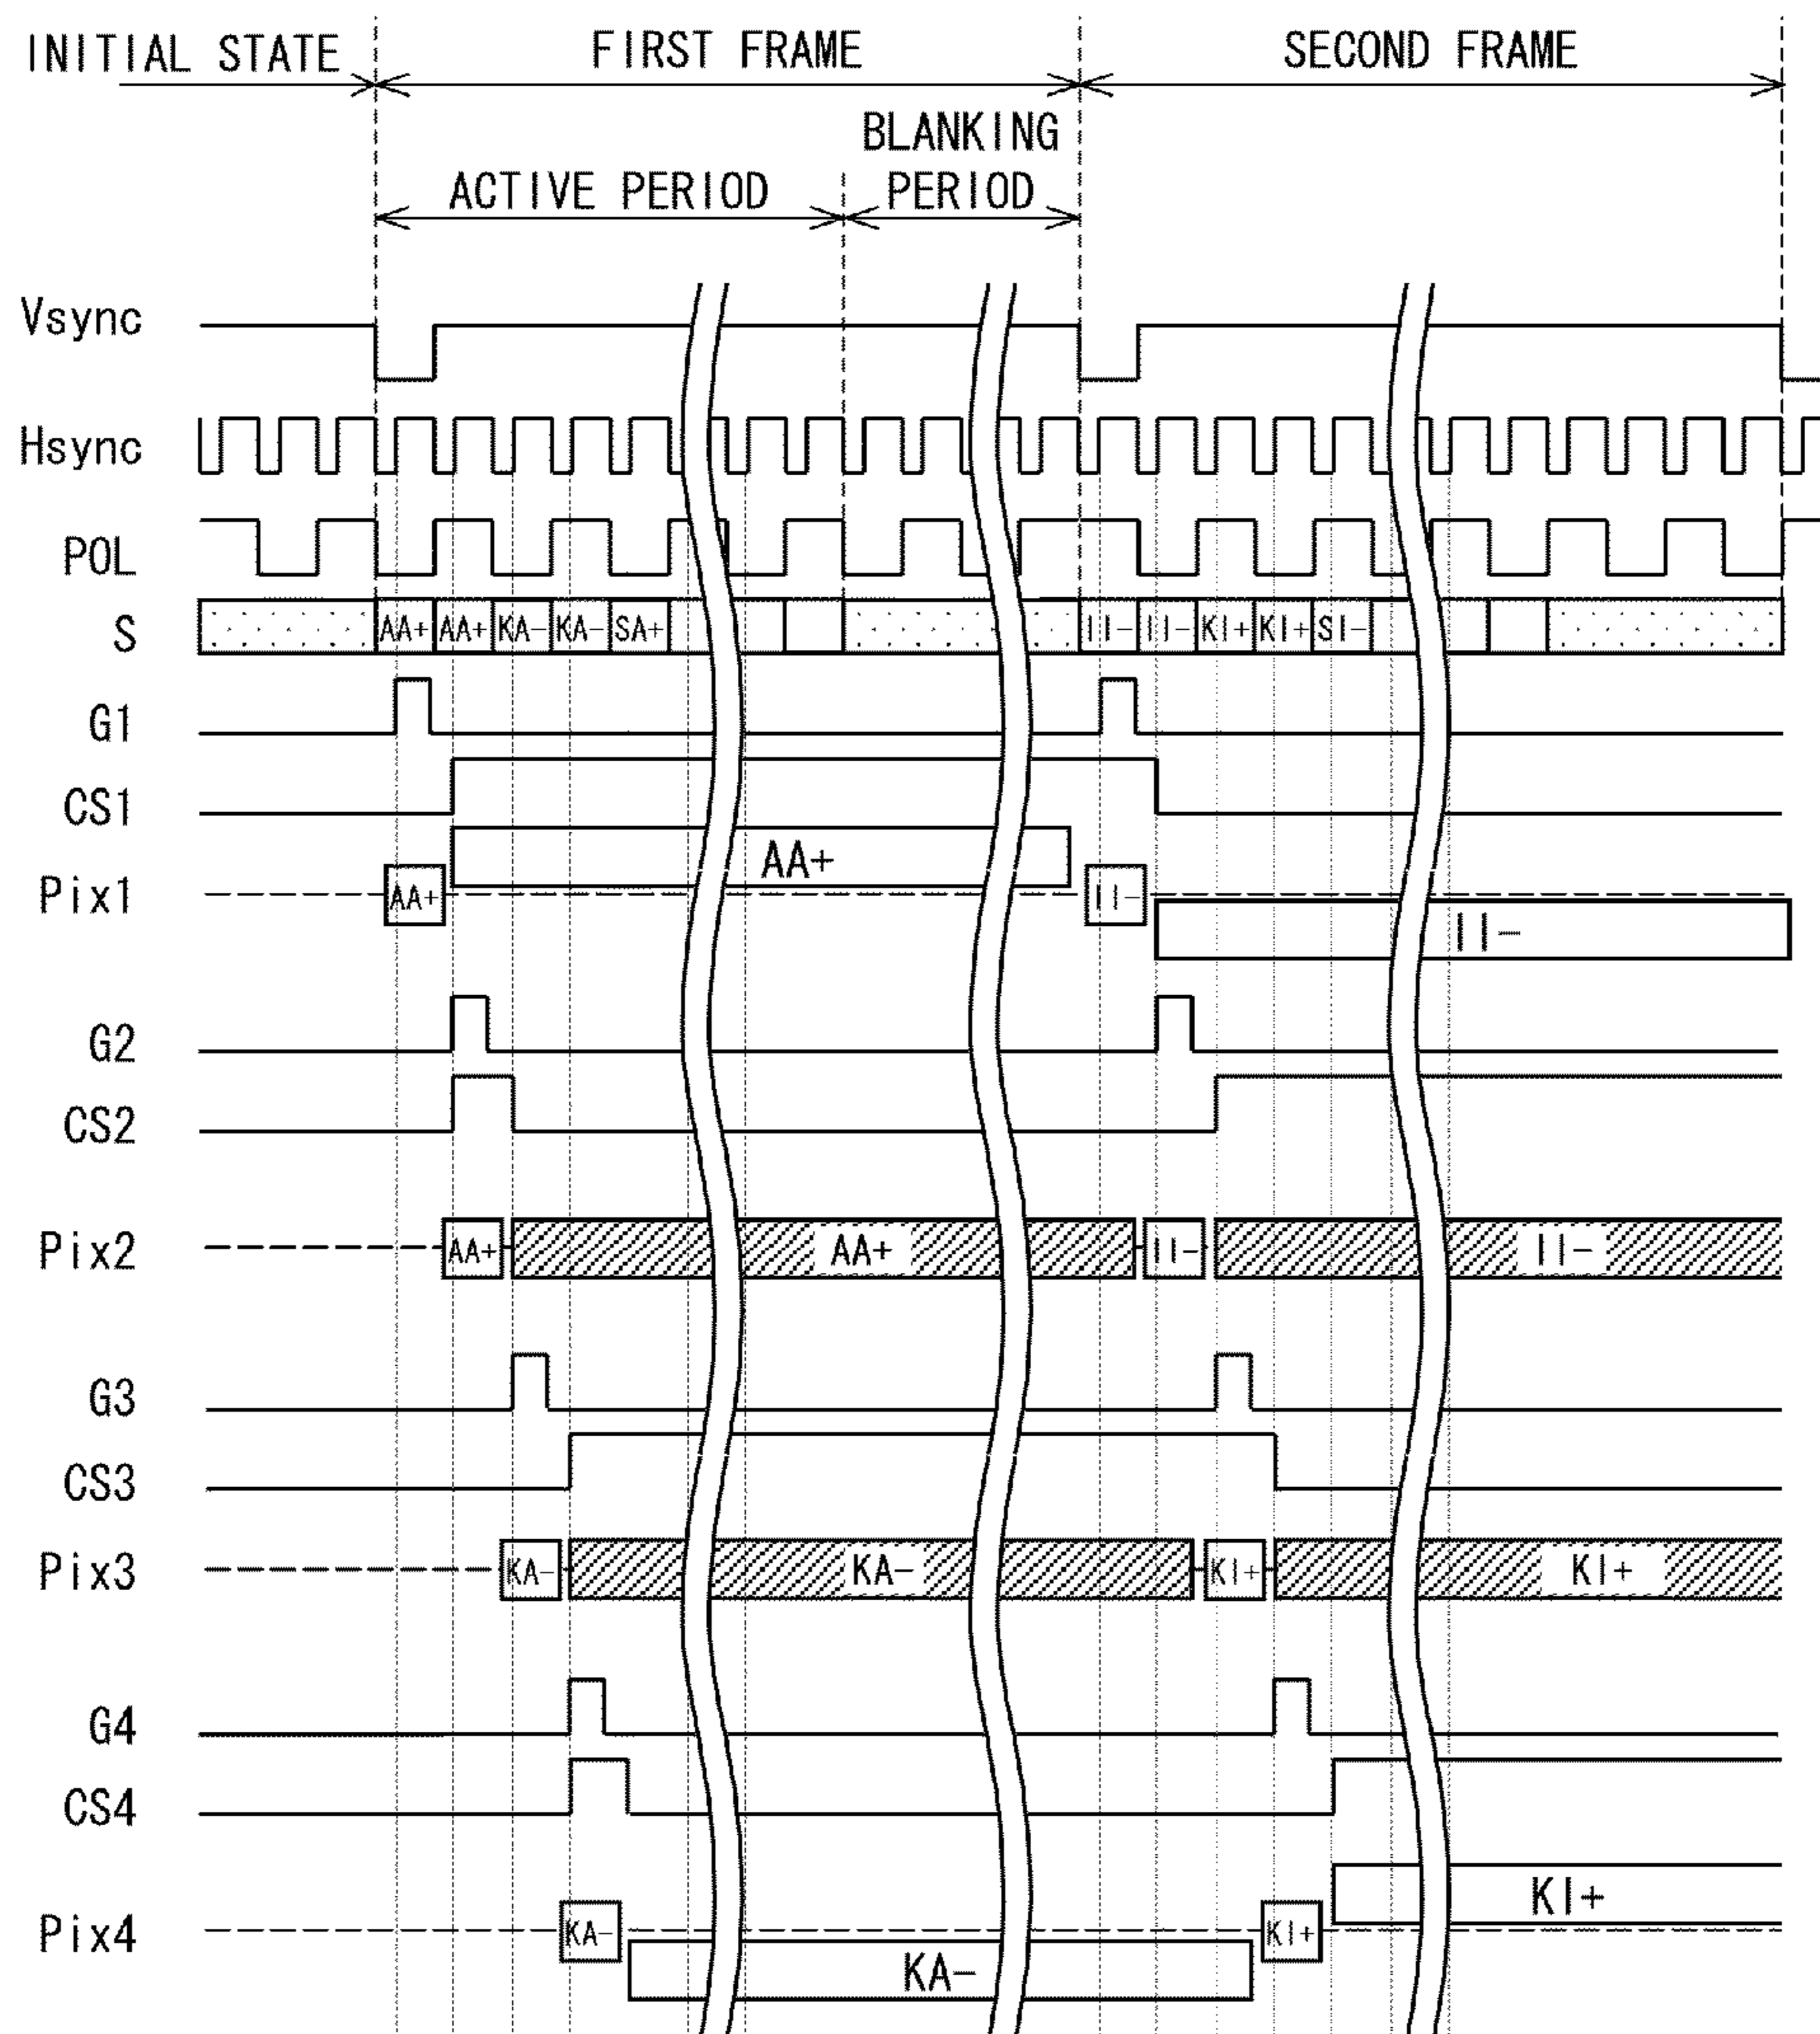 INITIAL STATE FIRST FRAME SECOND FRAME
BLANKING
ACTIVE PERIOD PERIOD
Vsync
Hsync
POL
S AA+ AA+ KA- KA- SA+ II- II- KI+ KI+ SI-
G1
CS1
AA+
Pix1 AA+ II-
II-
G2
CS2
Pix2 AA+ AA+ II- II-
G3
CS3
Pix3 KA- KA- KI+ KI+
G4
CS4
KI+
Pix4 KA- KI+
KA-